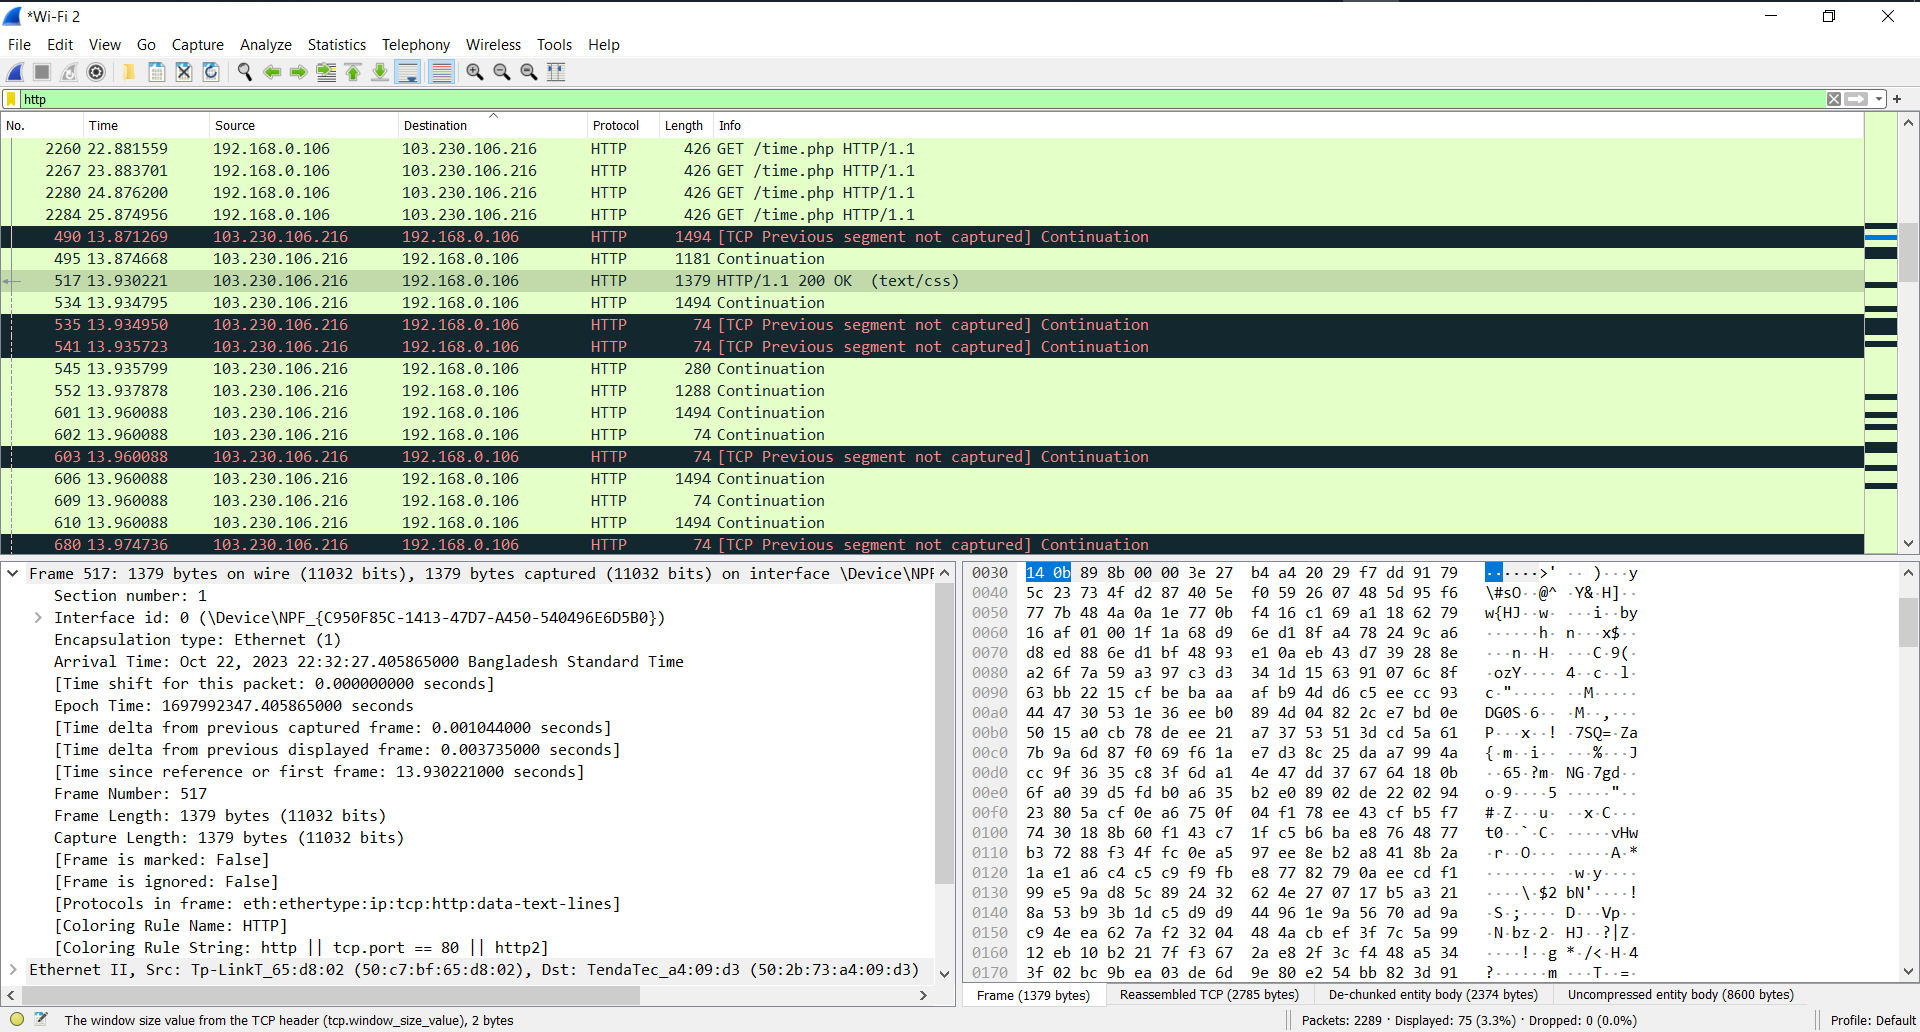 *Wi-Fi 2
File Edit View Go Capture Analyze Statistics Telephony Wireless Tools Help
http
No. Time Source Destination Protocol Length Info
2260 22.881559 192.168.0.106 103.230.106.216 HTTP 426 GET /time.php HTTP/1.1
2267 23.883701 192.168.0.106 103.230.106.216 HTTP 426 GET /time.php HTTP/1.1
2280 24.876200 192.168.0.106 103.230.106.216 HTTP 426 GET /time.php HTTP/1.1
2284 25.874956 192.168.0.106 103.230.106.216 HTTP 426 GET /time.php HTTP/1.1
490 13.871269 103.230.106.216 192.168.0.106 HTTP 1494 [TCP Previous segment not captured] Continuation
495 13.874668 103.230.106.216 192.168.0.106 HTTP 1181 Continuation
517 13.930221 103.230.106.216 192.168.0.106 HTTP 1379 HTTP/1.1 200 OK (text/css)
534 13.934795 103.230.106.216 192.168.0.106 HTTP 1494 Continuation
535 13.934950 103.230.106.216 192.168.0.106 HTTP 74 [TCP Previous segment not captured] Continuation
541 13.935723 103.230.106.216 192.168.0.106 HTTP 74 [TCP Previous segment not captured] Continuation
545 13.935799 103.230.106.216 192.168.0.106 HTTP 280 Continuation
552 13.937878 103.230.106.216 192.168.0.106 HTTP 1288 Continuation
601 13.960088 103.230.106.216 192.168.0.106 HTTP 1494 Continuation
602 13.960088 103.230.106.216 192.168.0.106 HTTP 74 Continuation
603 13.960088 103.230.106.216 192.168.0.106 HTTP 74 [TCP Previous segment not captured] Continuation
606 13.960088 103.230.106.216 192.168.0.106 HTTP 1494 Continuation
609 13.960088 103.230.106.216 192.168.0.106 HTTP 74 Continuation
610 13.960088 103.230.106.216 192.168.0.106 HTTP 1494 Continuation
680 13.974736 103.230.106.216 192.168.0.106 HTTP 74 [TCP Previous segment not captured] Continuation
Frame 517: 1379 bytes on wire (11032 bits), 1379 bytes captured (11032 bits) on interface \Device\NPF
Section number: 1
Interface id: 0 (\Device\NPF_{C950F85C-1413-47D7-A450-540496E6D5B0})
Encapsulation type: Ethernet (1)
Arrival Time: Oct 22, 2023 22:32:27.405865000 Bangladesh Standard Time
[Time shift for this packet: 0.000000000 seconds]
Epoch Time: 1697992347.405865000 seconds
[Time delta from previous captured frame: 0.001044000 seconds]
[Time delta from previous displayed frame: 0.003735000 seconds]
[Time since reference or first frame: 13.930221000 seconds]
Frame Number: 517
Frame Length: 1379 bytes (11032 bits)
Capture Length: 1379 bytes (11032 bits)
[Frame is marked: False]
[Frame is ignored: False]
[Protocols in frame: eth:ethertype:ip:tcp:http:data-text-lines]
[Coloring Rule Name: HTTP]
[Coloring Rule String: http || tcp.port == 80 || http2]
Ethernet II, Src: Tp-LinkT_65:d8:02 (50:c7:bf:65:d8:02), Dst: TendaTec_a4:09:d3 (50:2b:73:a4:09:d3)
0030 14 0b 89 8b 00 00 3e 27 b4 a4 20 29 f7 dd 91 79 ······>' ·· )···y
0040 5c 23 73 4f d2 87 40 5e f0 59 26 07 48 5d 95 f6 \#sO··@^ ·Y&·H]··
0050 77 7b 48 4a 0a 1e 77 0b f4 16 c1 69 a1 18 62 79 w{HJ··w· ···i··by
0060 16 af 01 00 1f 1a 68 d9 6e d1 8f a4 78 24 9c a6 ······h· n···x$··
0070 d8 ed 88 6e d1 bf 48 93 e1 0a eb 43 d7 39 28 8e ···n··H· ···C·9(·
0080 a2 6f 7a 59 a3 97 c3 d3 34 1d 15 63 91 07 6c 8f ·ozY···· 4··c··l·
0090 63 bb 22 15 cf be ba aa af b9 4d d6 c5 ee cc 93 c·"····· ··M·····
00a0 44 47 30 53 1e 36 ee b0 89 4d 04 82 2c e7 bd 0e DG0S·6·· ·M··,···
00b0 50 15 a0 cb 78 de ee 21 a7 37 53 51 3d cd 5a 61 P···x··! ·7SQ=·Za
00c0 7b 9a 6d 87 f0 69 f6 1a e7 d3 8c 25 da a7 99 4a {·m··i·· ···%···J
00d0 cc 9f 36 35 c8 3f 6d a1 4e 47 dd 37 67 64 18 0b ··65·?m· NG·7gd··
00e0 6f a0 39 d5 fd b0 a6 35 b2 e0 89 02 de 22 02 94 o·9····5 ·····"··
00f0 23 80 5a cf 0e a6 75 0f 04 f1 78 ee 43 cf b5 f7 #·Z···u· ··x·C···
0100 74 30 18 8b 60 f1 43 c7 1f c5 b6 ba e8 76 48 77 t0··`·C· ·····vHw
0110 b3 72 88 f3 4f fc 0e a5 97 ee 8e b2 a8 41 8b 2a ·r··O··· ·····A·*
0120 1a e1 a6 c4 c5 c9 f9 fb e8 77 82 79 0a ee cd f1 ········ ·w·y····
0130 99 e5 9a d8 5c 89 24 32 62 4e 27 07 17 b5 a3 21 ····\·$2 bN'····!
0140 8a 53 b9 3b 1d c5 d9 d9 44 96 1e 9a 56 70 ad 9a ·S·;···· D···Vp··
0150 c9 4e ea 62 7a f2 32 04 48 4a cb ef 3f 7c 5a 99 ·N·bz·2· HJ··?|Z·
0160 12 eb 10 b2 21 7f f3 67 2a e8 2f 3c f4 48 a5 34 ····!··g *·/<·H·4
0170 3f 02 bc 9b ea 03 de 6d 9e 80 e2 54 bb 82 3d 91 ?······m ···T··=·
Frame (1379 bytes) Reassembled TCP (2785 bytes) De-chunked entity body (2374 bytes) Uncompressed entity body (8600 bytes)
The window size value from the TCP header (tcp.window_size_value), 2 bytes
Packets: 2289 · Displayed: 75 (3.3%) · Dropped: 0 (0.0%)
Profile: Default